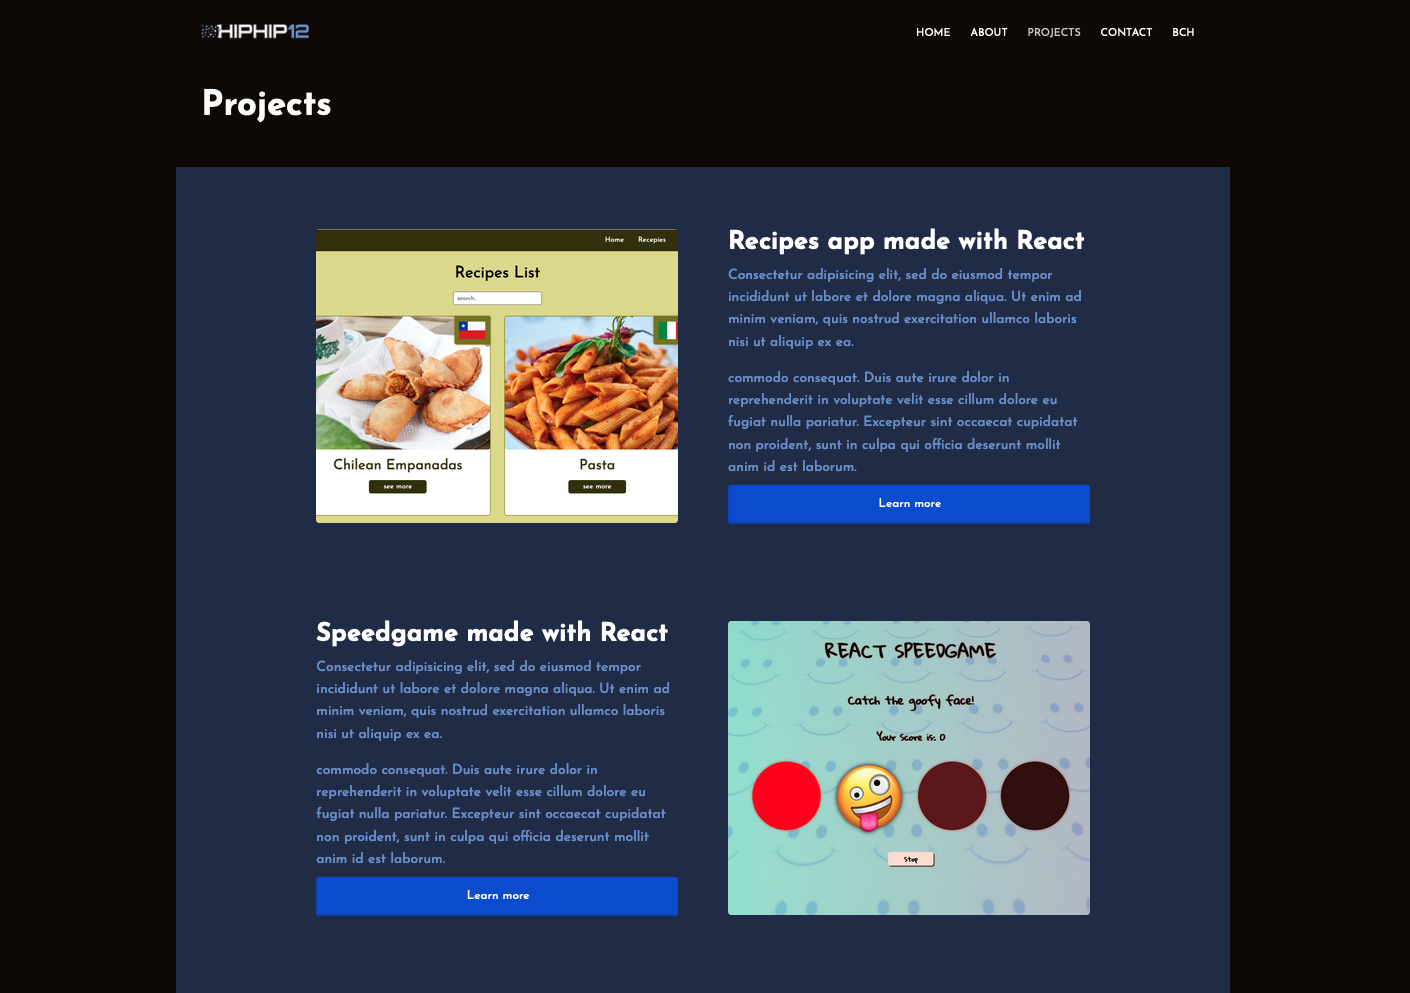 HIPHIP12
HOME ABOUT PROJECTS CONTACT BCH
Projects
Home Recepies
Recipes List
search..
Chilean Empanadas
see more
Pasta
see more
Recipes app made with React
Consectetur adipisicing elit, sed do eiusmod tempor
incididunt ut labore et dolore magna aliqua. Ut enim ad
minim veniam, quis nostrud exercitation ullamco laboris
nisi ut aliquip ex ea.
commodo consequat. Duis aute irure dolor in
reprehenderit in voluptate velit esse cillum dolore eu
fugiat nulla pariatur. Excepteur sint occaecat cupidatat
non proident, sunt in culpa qui officia deserunt mollit
anim id est laborum.
Learn more
Speedgame made with React
Consectetur adipisicing elit, sed do eiusmod tempor
incididunt ut labore et dolore magna aliqua. Ut enim ad
minim veniam, quis nostrud exercitation ullamco laboris
nisi ut aliquip ex ea.
commodo consequat. Duis aute irure dolor in
reprehenderit in voluptate velit esse cillum dolore eu
fugiat nulla pariatur. Excepteur sint occaecat cupidatat
non proident, sunt in culpa qui officia deserunt mollit
anim id est laborum.
Learn more
REACT SPEEDGAME
Catch the goofy face!
Your score is: 0
Stop